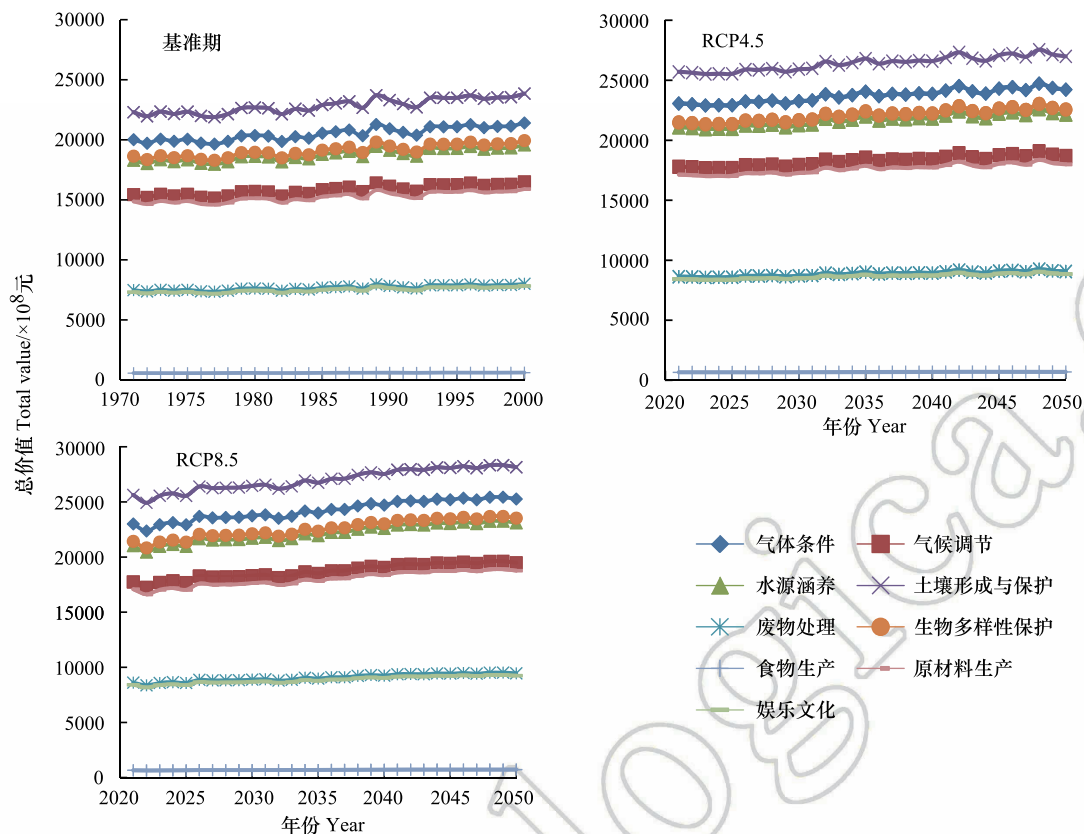 总价值 Total value/×10⁸元
基准期
30000
25000
20000
15000
10000
5000
0
1970 1975 1980 1985 1990 1995 2000
RCP4.5
30000
25000
20000
15000
10000
5000
0
2020 2025 2030 2035 2040 2045 2050
年份 Year
RCP8.5
30000
25000
20000
15000
10000
5000
0
2020 2025 2030 2035 2040 2045 2050
年份 Year
气体条件 气候调节
水源涵养 土壤形成与保护
废物处理 生物多样性保护
食物生产 原材料生产
娱乐文化
logica